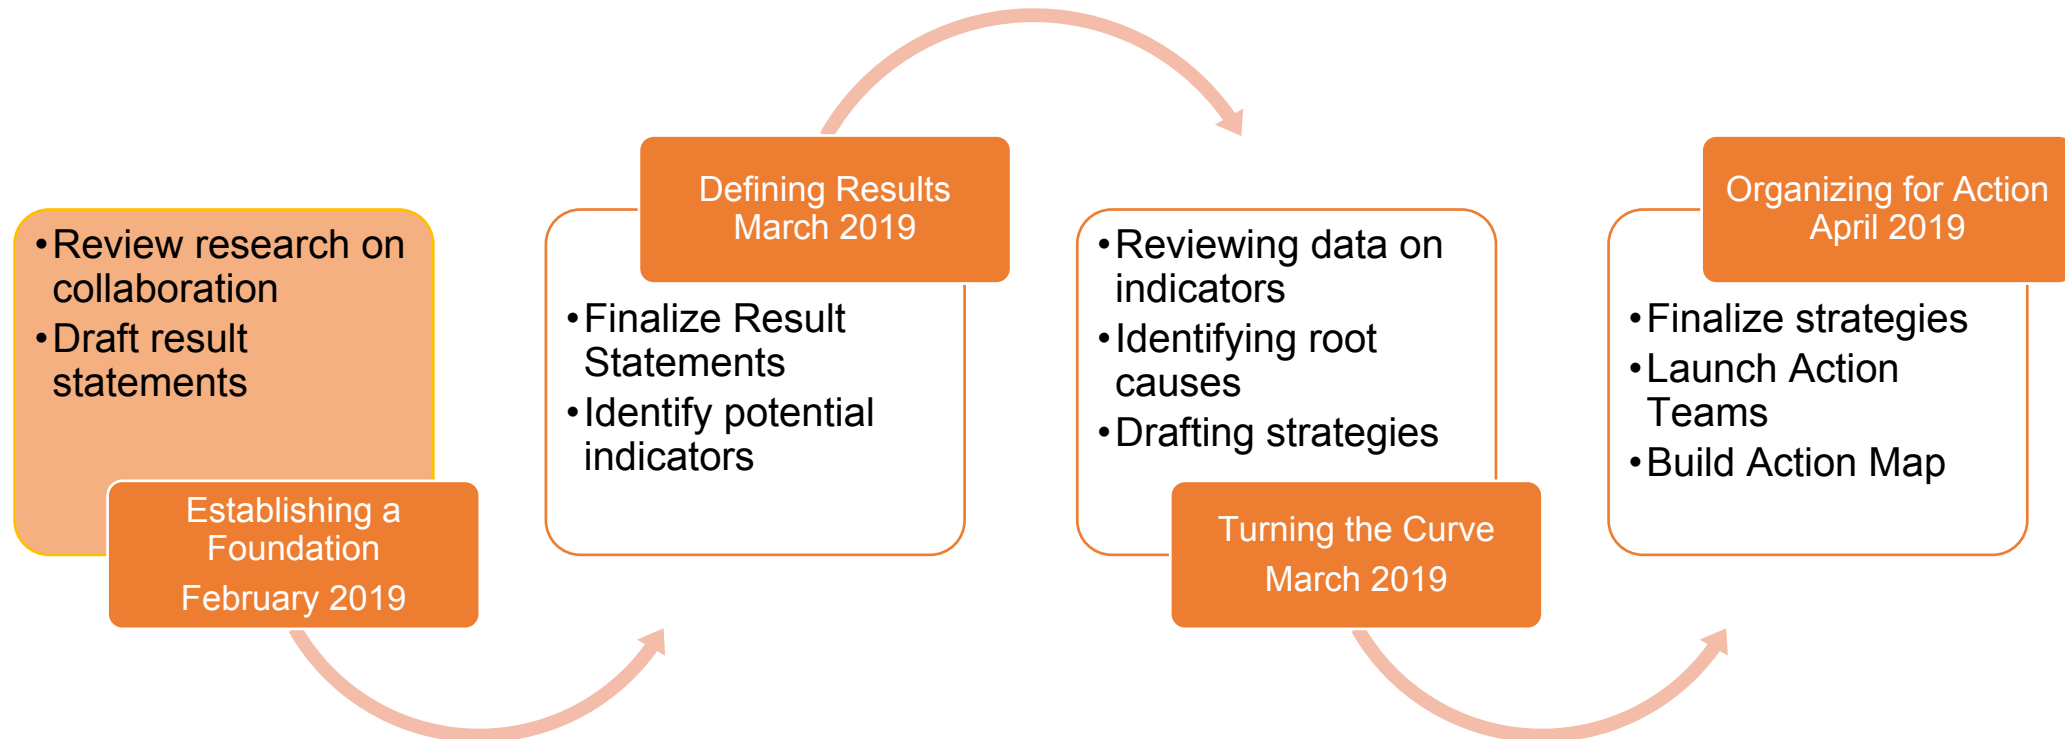 •Review research on
collaboration
•Draft result
statements
Establishing a
Foundation
February 2019
Defining Results
March 2019
•Finalize Result
Statements
•Identify potential
indicators
•Reviewing data on
indicators
•Identifying root
causes
•Drafting strategies
Turning the Curve
March 2019
Organizing for Action
April 2019
•Finalize strategies
•Launch Action
Teams
•Build Action Map